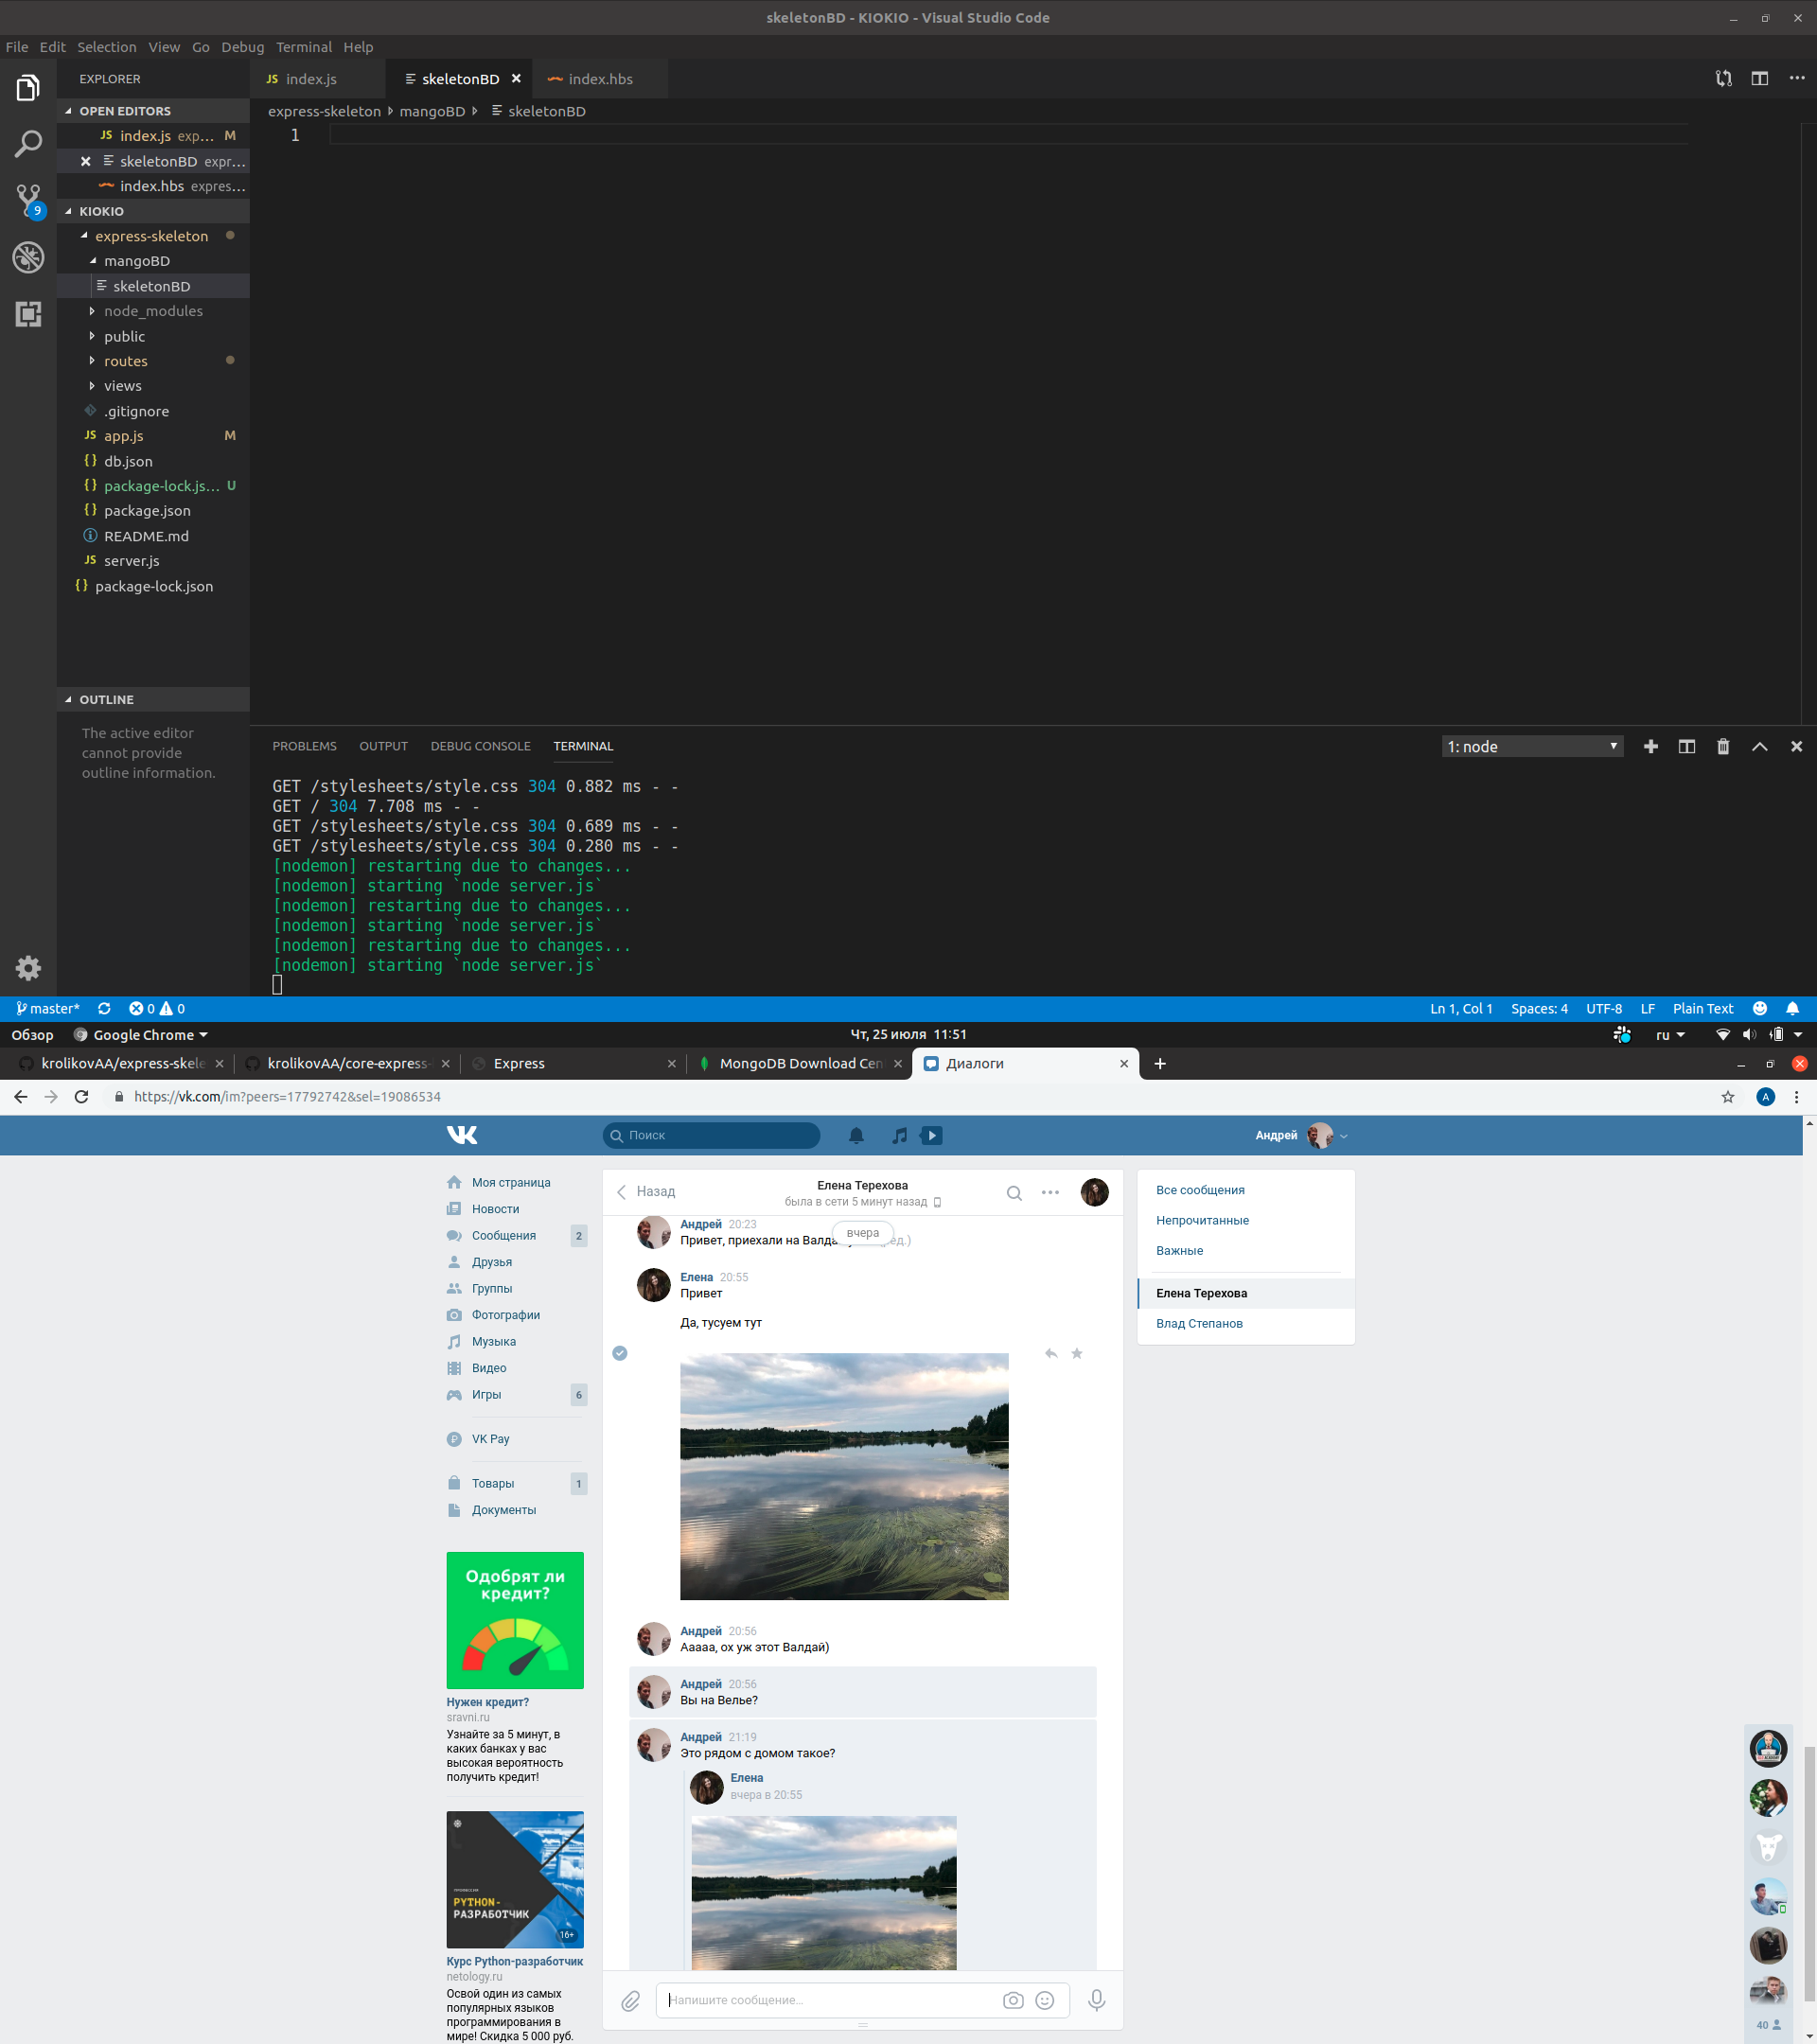 skeletonBD - KIOKIO - Visual Studio Code
File Edit Selection View Go Debug Terminal Help
EXPLORER
OPEN EDITORS
JS index.js exp... M
skeletonBD expr...
index.hbs expres...
9
KIOKIO
express-skeleton
mangoBD
skeletonBD
node_modules
public
routes
views
.gitignore
JS app.js M
{} db.json
{} package-lock.js... U
{} package.json
README.md
JS server.js
{} package-lock.json
OUTLINE
The active editor
cannot provide
outline information.
JS index.js
skeletonBD
index.hbs
express-skeleton mangoBD skeletonBD
1
PROBLEMS OUTPUT DEBUG CONSOLE TERMINAL
1: node
GET /stylesheets/style.css 304 0.882 ms - -
GET / 304 7.708 ms - -
GET /stylesheets/style.css 304 0.689 ms - -
GET /stylesheets/style.css 304 0.280 ms - -
[nodemon] restarting due to changes...
[nodemon] starting `node server.js`
[nodemon] restarting due to changes...
[nodemon] starting `node server.js`
[nodemon] restarting due to changes...
[nodemon] starting `node server.js`
master* 0 0
Ln 1, Col 1 Spaces: 4 UTF-8 LF Plain Text
Обзор Google Chrome Чт, 25 июля 11:51 ru
krolikovAA/express-skele krolikovAA/core-express- Express MongoDB Download Cen Диалоги
https://vk.com/im?peers=17792742&sel=19086534
A
Поиск
Андрей
Моя страница
Новости
Сообщения 2
Друзья
Группы
Фотографии
Музыка
Видео
Игры 6
VK Pay
Товары 1
Документы
Одобрят ли
кредит?
Нужен кредит?
sravni.ru
Узнайте за 5 минут, в
каких банках у вас
высокая вероятность
получить кредит!
PYTHON-
РАЗРАБОТЧИК
16+
Курс Python-разработчик
netology.ru
Освой один из самых
популярных языков
программирования в
мире! Скидка 5 000 руб.
Назад
Елена Терехова
была в сети 5 минут назад
вчера
Андрей 20:23
Привет, приехали на Валда ед.)
Елена 20:55
Привет
Да, тусуем тут
Андрей 20:56
Ааааа, ох уж этот Валдай)
Андрей 20:56
Вы на Велье?
Андрей 21:19
Это рядом с домом такое?
Елена
вчера в 20:55
Напишите сообщение...
Все сообщения
Непрочитанные
Важные
Елена Терехова
Влад Степанов
40